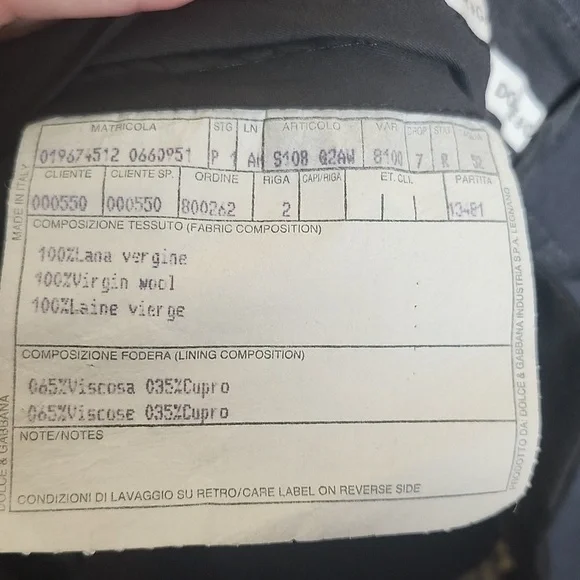 MATRICOLA STG LN ARTICOLO VAR DROP
019674512 0660951 P 1 S108 Q2AW 8100 7 R
CLIENTE CLIENTE SP. ORDINE RIGA CAPI/RIGA ET. CLI. PARTITA
000550 000550 800262 2 13481
COMPOSIZIONE TESSUTO (FABRIC COMPOSITION)
100%Lana vergine
100%Virgin wool
100%Laine vierge
COMPOSIZIONE FODERA (LINING COMPOSITION)
065%Viscosa 035%Cupro
065%Viscose 035%Cupro
NOTE/NOTES
CONDIZIONI DI LAVAGGIO SU RETRO/CARE LABEL ON REVERSE SIDE
MADE IN ITALY
DOLCE & GABBANA
PRODOTTO DA: DOLCE & GABBANA INDUSTRIA S.P.A. LEGNANO